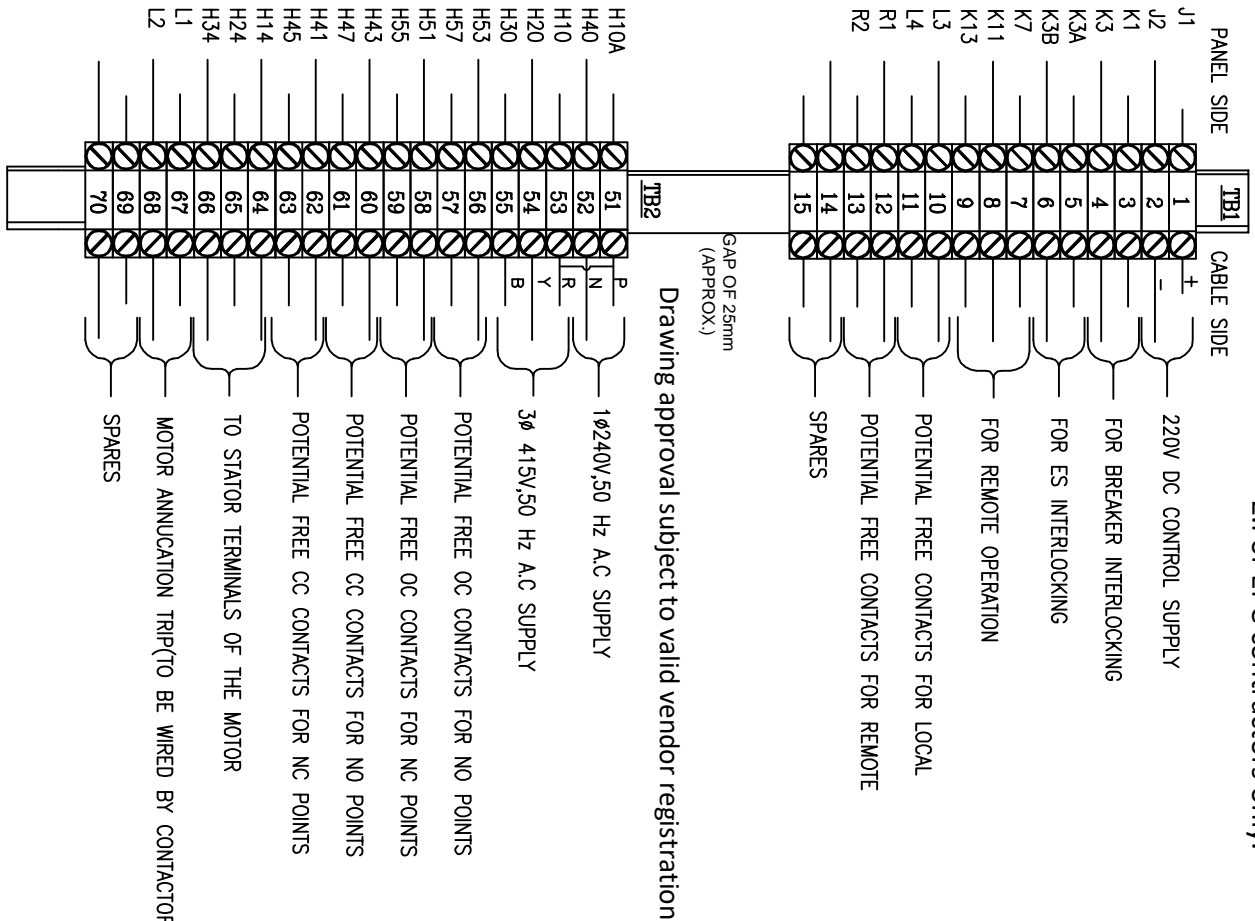 EPC contractors only.
PANEL SIDE TB1 CABLE SIDE
J1 1 +
220V DC CONTROL SUPPLY
J2 2 -
K1 3
FOR BREAKER INTERLOCKING
K3 4
K3A 5
FOR ES INTERLOCKING
K3B 6
K7 7
K11 8 FOR REMOTE OPERATION
K13 9
L3 10
POTENTIAL FREE CONTACTS FOR LOCAL
L4 11
R1 12
POTENTIAL FREE CONTACTS FOR REMOTE
R2 13
14
SPARES
15
GAP OF 25mm
(APPROX.)
Drawing approval subject to valid vendor registration
TB2
H10A 51 P
1ø240V,50 Hz A.C SUPPLY
H40 52 N
H10 53 R
H20 54 Y 3ø 415V,50 Hz A.C SUPPLY
H30 55 B
H53 56
POTENTIAL FREE OC CONTACTS FOR NO POINTS
H57 57
H51 58
POTENTIAL FREE OC CONTACTS FOR NC POINTS
H55 59
H43 60
POTENTIAL FREE CC CONTACTS FOR NO POINTS
H47 61
H41 62
POTENTIAL FREE CC CONTACTS FOR NC POINTS
H45 63
H14 64
H24 65 TO STATOR TERMINALS OF THE MOTOR
H34 66
L1 67
MOTOR ANNUCATION TRIP(TO BE WIRED BY CONTACTOR
L2 68
69
SPARES
70